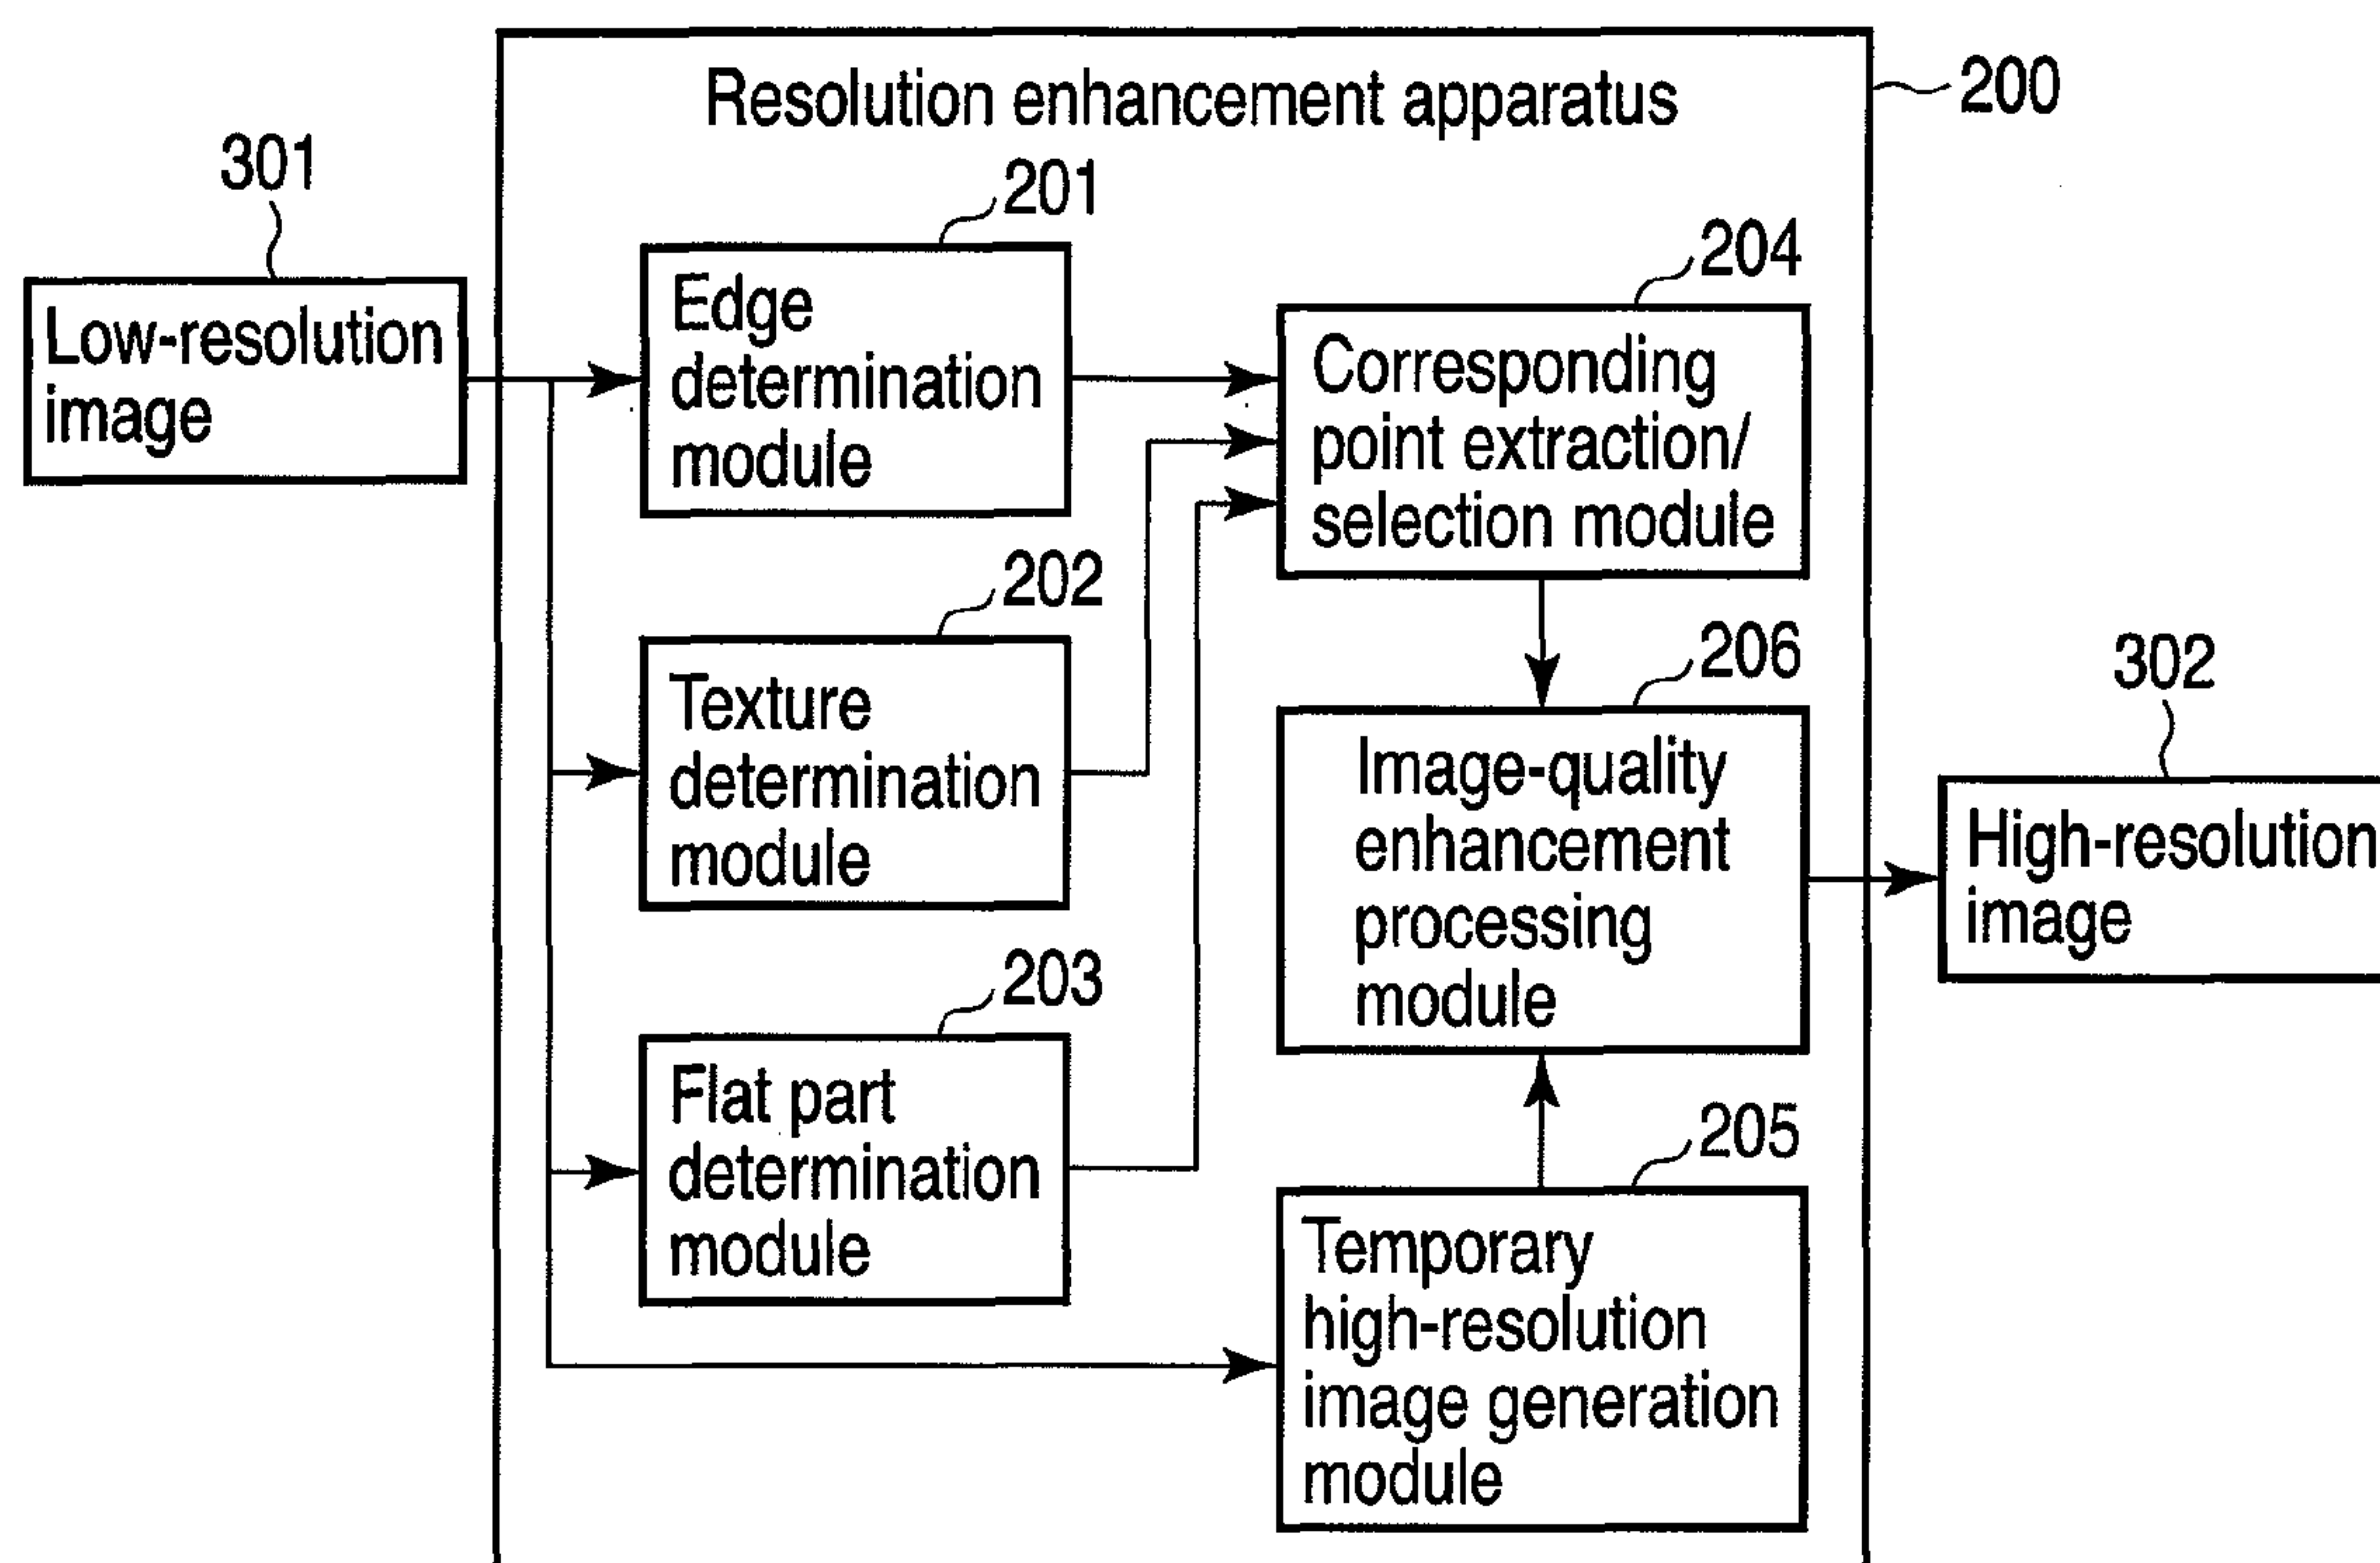 Resolution enhancement apparatus
200
301
Low-resolution
image
201
Edge
determination
module
202
Texture
determination
module
203
Flat part
determination
module
204
Corresponding
point extraction/
selection module
206
Image-quality
enhancement
processing
module
205
Temporary
high-resolution
image generation
module
302
High-resolution
image